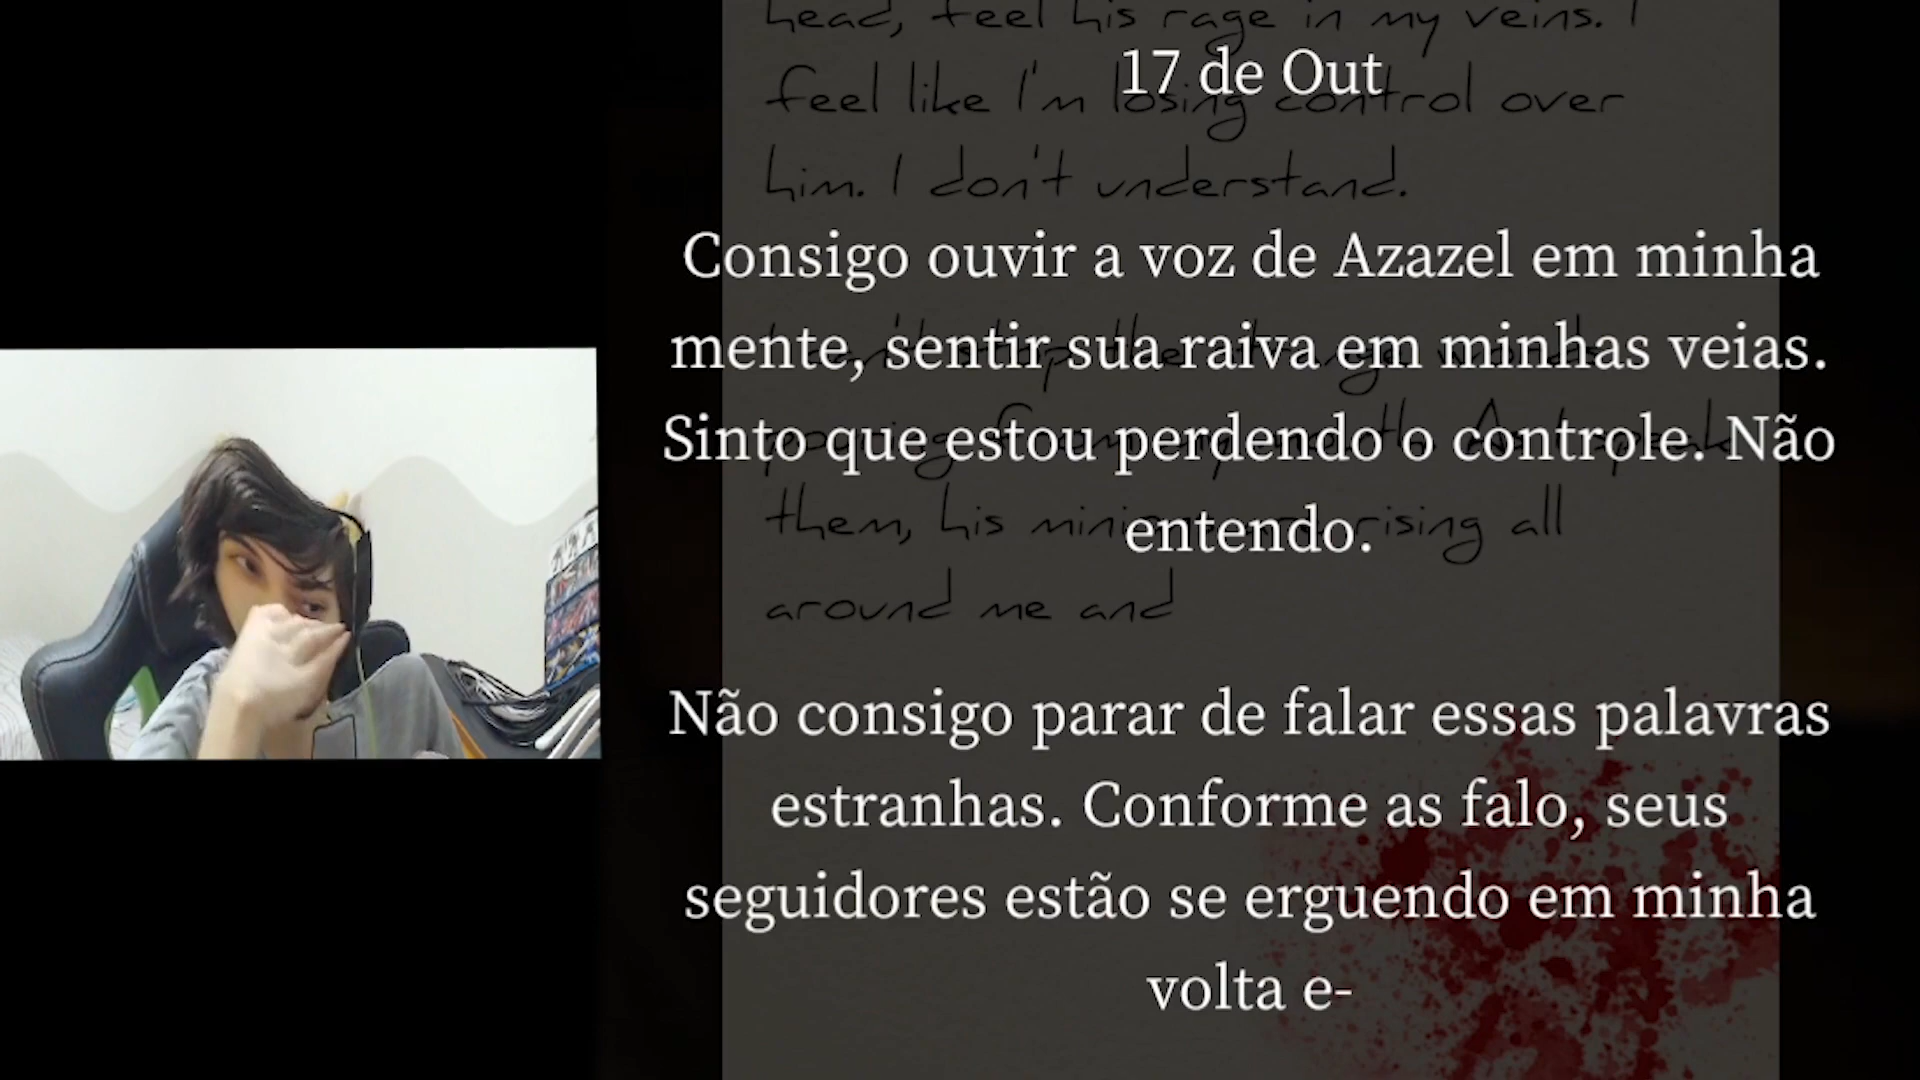 head, feel his rage in my veins. I
17 de Out
feel like I'm losing control over
him. I don't understand.
Consigo ouvir a voz de Azazel em minha
mente, sentir sua raiva em minhas veias.
Sinto que estou perdendo o controle. Não
entendo.
them, his rising all
around me and
Não consigo parar de falar essas palavras
estranhas. Conforme as falo, seus
seguidores estão se erguendo em minha
volta e-